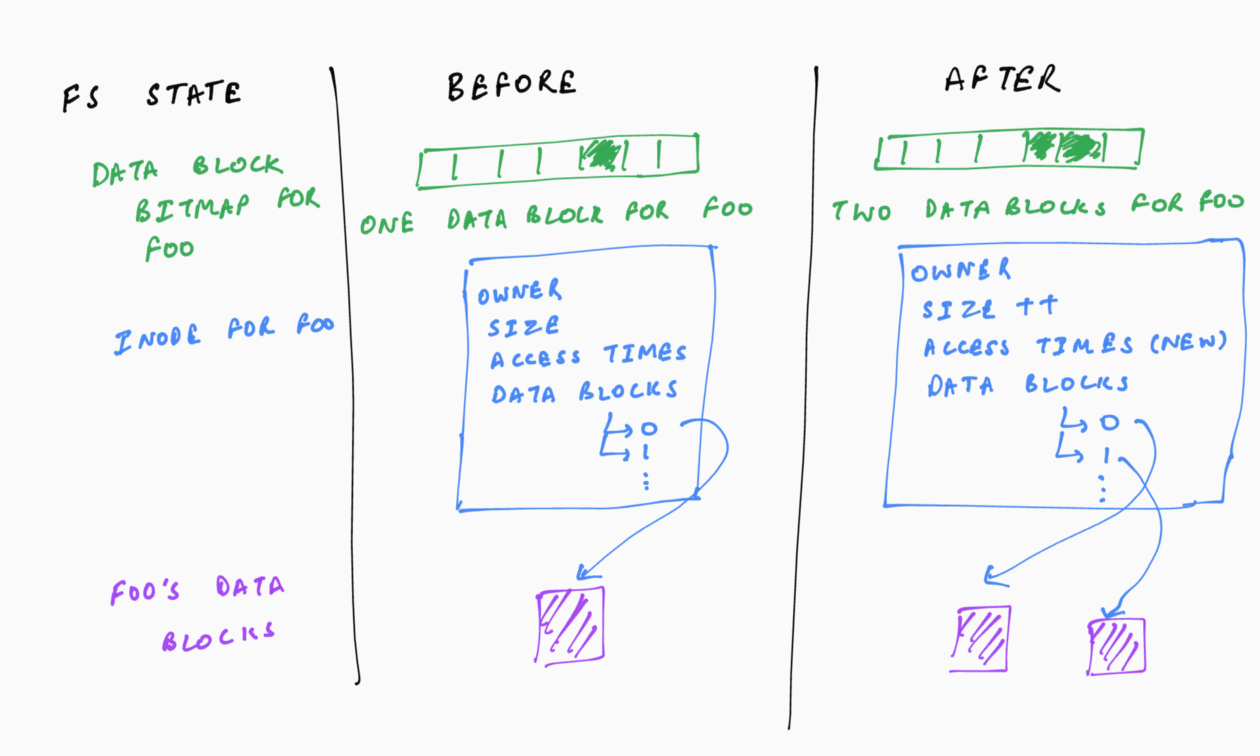 FS STATE
BEFORE
AFTER
DATA BLOCK
BITMAP FOR
FOO
ONE DATA BLOCK FOR FOO
TWO DATA BLOCKS FOR FOO
INODE FOR FOO
OWNER
SIZE
ACCESS TIMES
DATA BLOCKS
0
1
OWNER
SIZE ++
ACCESS TIMES (NEW)
DATA BLOCKS
0
1
FOO'S DATA
BLOCKS